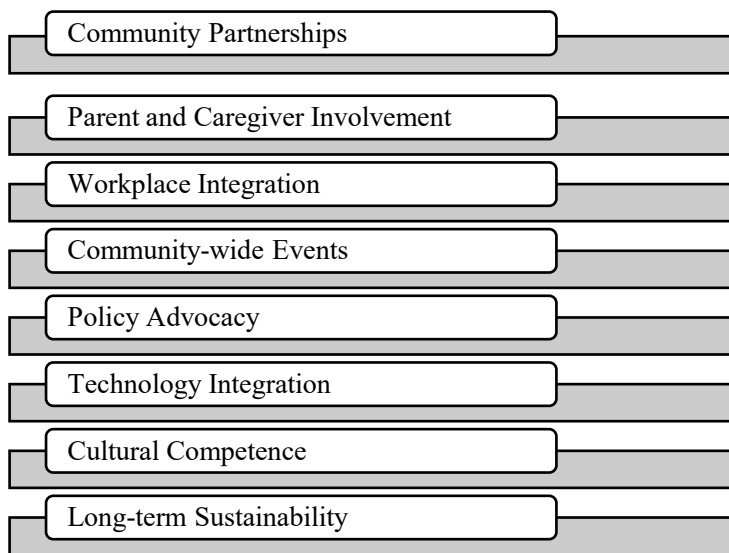 Community Partnerships
Parent and Caregiver Involvement
Workplace Integration
Community-wide Events
Policy Advocacy
Technology Integration
Cultural Competence
Long-term Sustainability